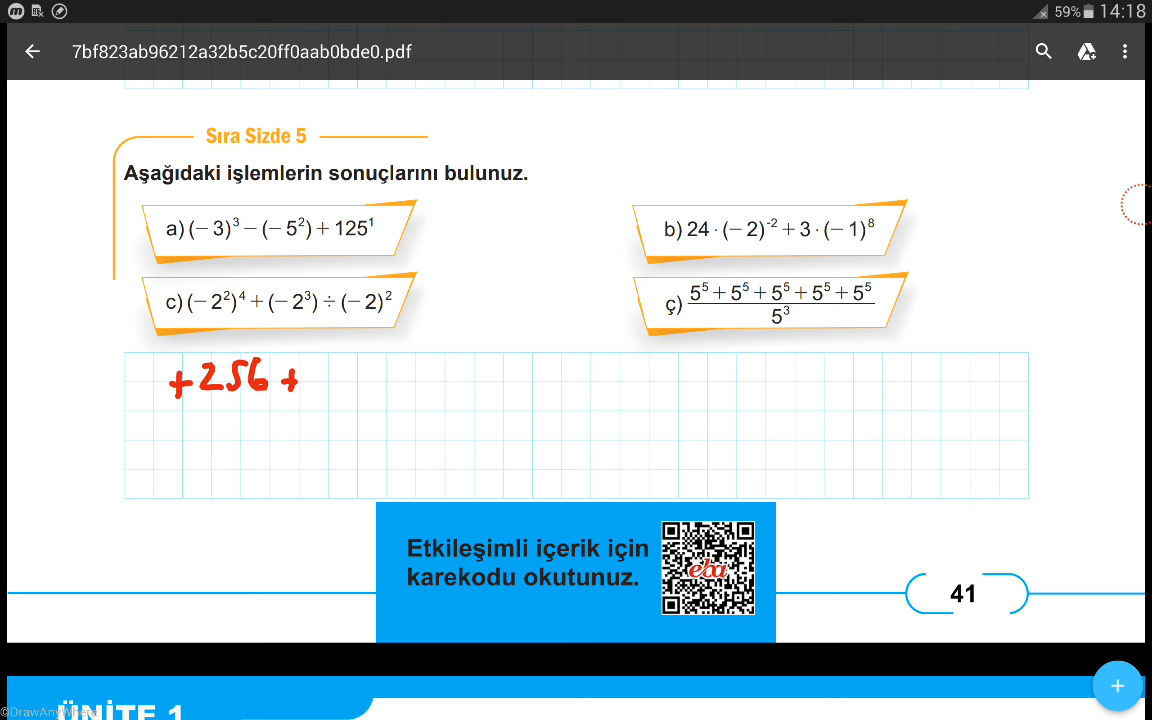 59% 14:18
7bf823ab96212a32b5c20ff0aab0bde0.pdf
Sıra Sizde 5
Aşağıdaki işlemlerin sonuçlarını bulunuz.
a) (– 3)³ – (– 5²) + 125¹
b) 24 · (– 2)⁻² + 3 · (– 1)⁸
c) (– 2²)⁴ + (– 2³) ÷ (– 2)²
ç) 5⁵ + 5⁵ + 5⁵ + 5⁵ + 5⁵
5³
+256 +
Etkileşimli içerik için
karekodu okutunuz.
eba
41
ÜNİTE 1
©DrawAnyWhere